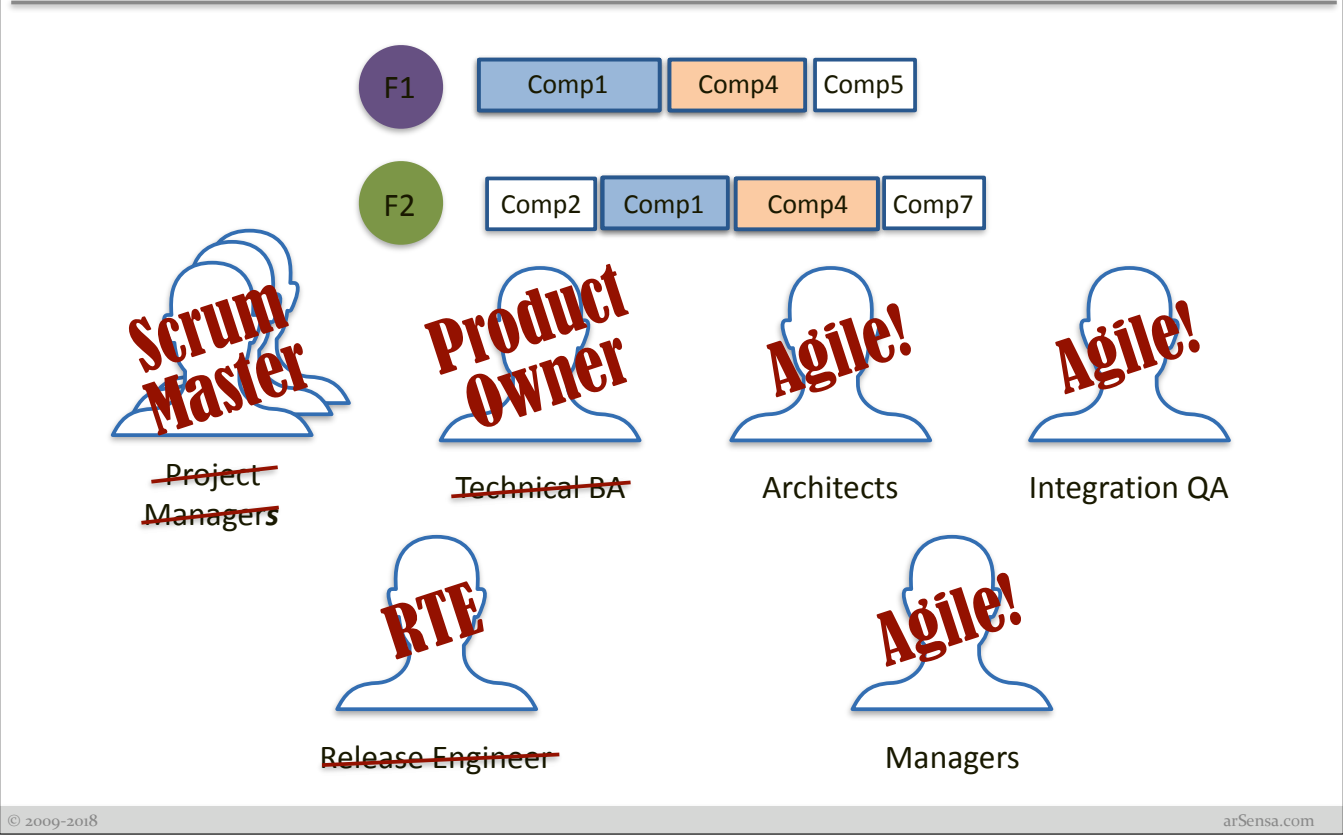 F1
Comp1
Comp4
Comp5
F2
Comp2
Comp1
Comp4
Comp7
Scrum
Master
Product
Owner
Agile!
Agile!
Project
Managers
Technical BA
Architects
Integration QA
RTE
Agile!
Release Engineer
Managers
© 2009-2018
arSensa.com